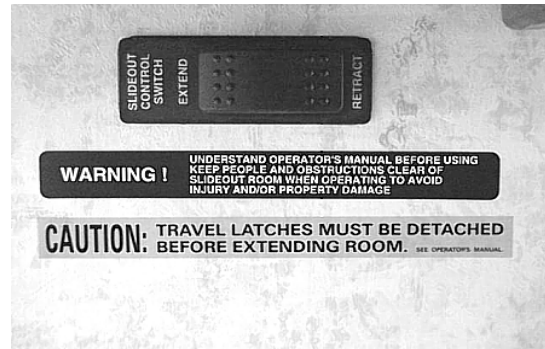 SLIDEOUT
CONTROL
SWITCH
EXTEND
RETRACT
WARNING !
UNDERSTAND OPERATOR'S MANUAL BEFORE USING
KEEP PEOPLE AND OBSTRUCTIONS CLEAR OF
SLIDEOUT ROOM WHEN OPERATING TO AVOID
INJURY AND/OR PROPERTY DAMAGE
CAUTION: TRAVEL LATCHES MUST BE DETACHED
BEFORE EXTENDING ROOM. SEE OPERATOR'S MANUAL